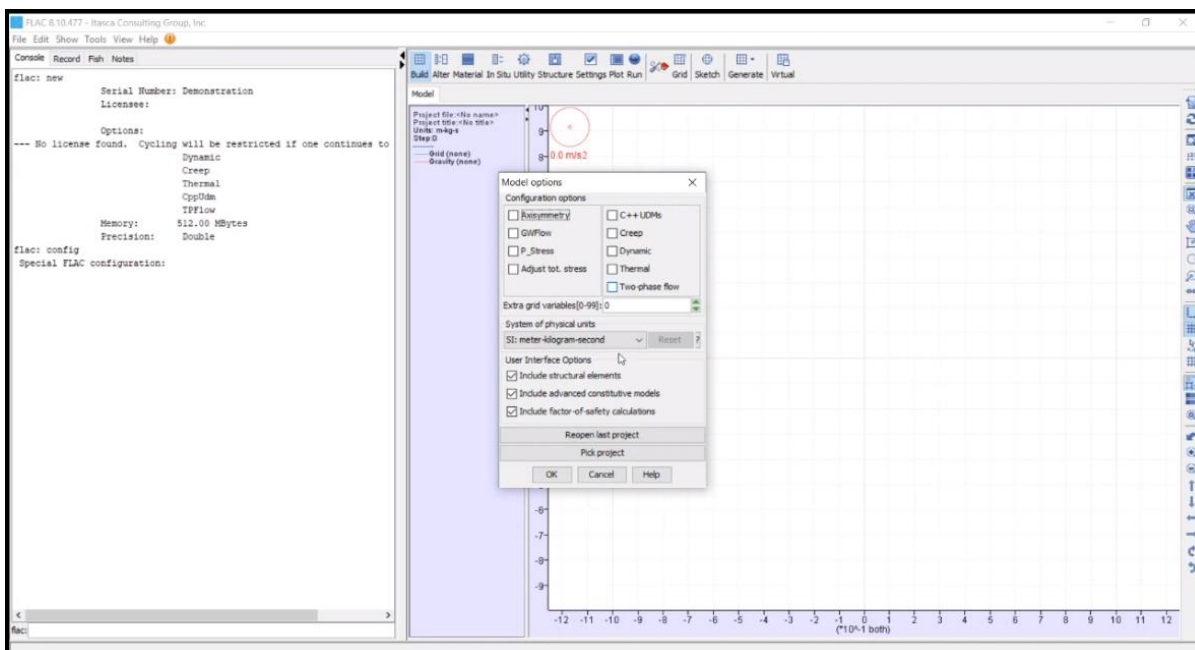 FLAC 8.10.477 - Itasca Consulting Group, Inc.
File Edit Show Tools View Help
Console Record Fish Notes
flac: new
Serial Number: Demonstration
Licensee:
Options:
--- No license found. Cycling will be restricted if one continues to
Dynamic
Creep
Thermal
CppUdm
TPFlow
Memory: 512.00 MBytes
Precision: Double
flac: config
Special FLAC configuration:
flac:
Build Alter Material In Situ Utility Structure Settings Plot Run Grid Sketch Generate Virtual
Model
Project file:<No name>
Project title:<No title>
Units: m-kg-s
Step:0
Grid (none)
Gravity (none)
10
9
8
0.0 m/s2
Model options
Configuration options
Axisymmetry C++ UDMs
GWFlow Creep
P_Stress Dynamic
Adjust tot. stress Thermal
Two-phase flow
Extra grid variables[0-99]: 0
System of physical units
SI: meter-kilogram-second Reset ?
User Interface Options
Include structural elements
Include advanced constitutive models
Include factor-of-safety calculations
Reopen last project
Pick project
OK Cancel Help
-6
-7
-8
-9
-12 -11 -10 -9 -8 -7 -6 -5 -4 -3 -2 -1 0 1 2 3 4 5 6 7 8 9 10 11 12
(*10^-1 both)